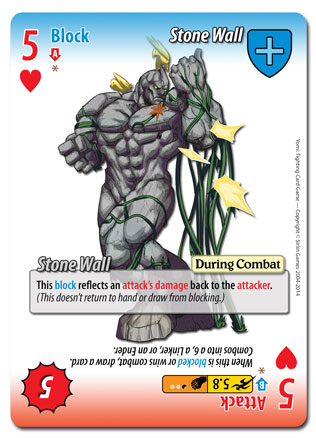 5 Block
A
*
Stone Wall
Yomi Fighting Card Game — Copyright © Sirlin Games 2004-2014
Stone Wall
During Combat
This block reflects an attack's damage back to the attacker.
(This doesn't return to hand or draw from blocking.)
When this is blocked or wins combat, draw a card.
Combos into a 6, a Linker, or an Ender.
5 Attack
B
*
5.8
5